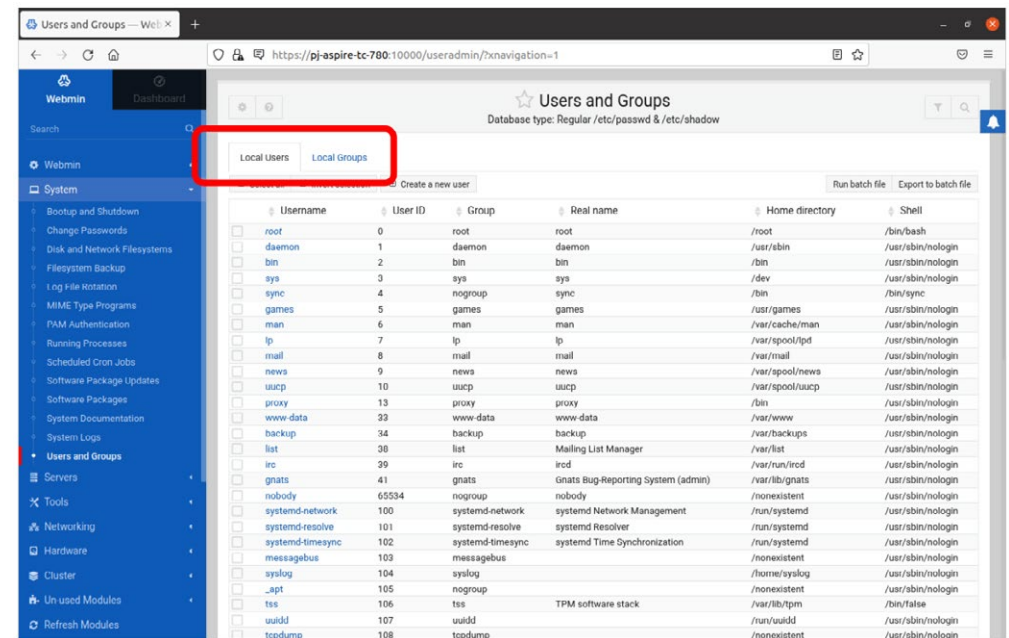 Users and Groups — Web
https://pj-aspire-tc-780:10000/useradmin/?xnavigation=1
Webmin
Dashboard
Search
Webmin
System
Bootup and Shutdown
Change Passwords
Disk and Network Filesystems
Filesystem Backup
Log File Rotation
MIME Type Programs
PAM Authentication
Running Processes
Scheduled Cron Jobs
Software Package Updates
Software Packages
System Documentation
System Logs
Users and Groups
Servers
Tools
Networking
Hardware
Cluster
Un-used Modules
Refresh Modules
Users and Groups
Database type: Regular /etc/passwd & /etc/shadow
Local Users Local Groups
Create a new user Run batch file Export to batch file
Username User ID Group Real name Home directory Shell
root 0 root root /root /bin/bash
daemon 1 daemon daemon /usr/sbin /usr/sbin/nologin
bin 2 bin bin /bin /usr/sbin/nologin
sys 3 sys sys /dev /usr/sbin/nologin
sync 4 nogroup sync /bin /bin/sync
games 5 games games /usr/games /usr/sbin/nologin
man 6 man man /var/cache/man /usr/sbin/nologin
lp 7 lp lp /var/spool/lpd /usr/sbin/nologin
mail 8 mail mail /var/mail /usr/sbin/nologin
news 9 news news /var/spool/news /usr/sbin/nologin
uucp 10 uucp uucp /var/spool/uucp /usr/sbin/nologin
proxy 13 proxy proxy /bin /usr/sbin/nologin
www-data 33 www-data www-data /var/www /usr/sbin/nologin
backup 34 backup backup /var/backups /usr/sbin/nologin
list 38 list Mailing List Manager /var/list /usr/sbin/nologin
irc 39 irc ircd /var/run/ircd /usr/sbin/nologin
gnats 41 gnats Gnats Bug-Reporting System (admin) /var/lib/gnats /usr/sbin/nologin
nobody 65534 nogroup nobody /nonexistent /usr/sbin/nologin
systemd-network 100 systemd-network systemd Network Management /run/systemd /usr/sbin/nologin
systemd-resolve 101 systemd-resolve systemd Resolver /run/systemd /usr/sbin/nologin
systemd-timesync 102 systemd-timesync systemd Time Synchronization /run/systemd /usr/sbin/nologin
messagebus 103 messagebus /nonexistent /usr/sbin/nologin
syslog 104 syslog /home/syslog /usr/sbin/nologin
_apt 105 nogroup /nonexistent /usr/sbin/nologin
tss 106 tss TPM software stack /var/lib/tpm /bin/false
uuidd 107 uuidd /run/uuidd /usr/sbin/nologin
tcpdump 108 tcpdump /nonexistent /usr/sbin/nologin